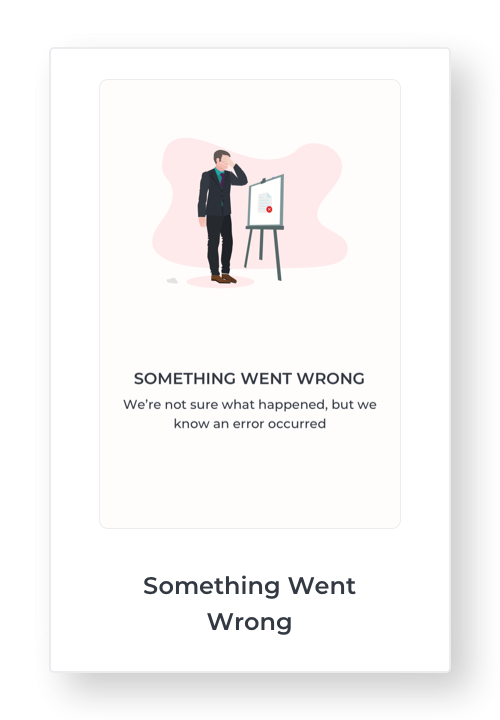 SOMETHING WENT WRONG
We're not sure what happened, but we
know an error occurred
Something Went
Wrong